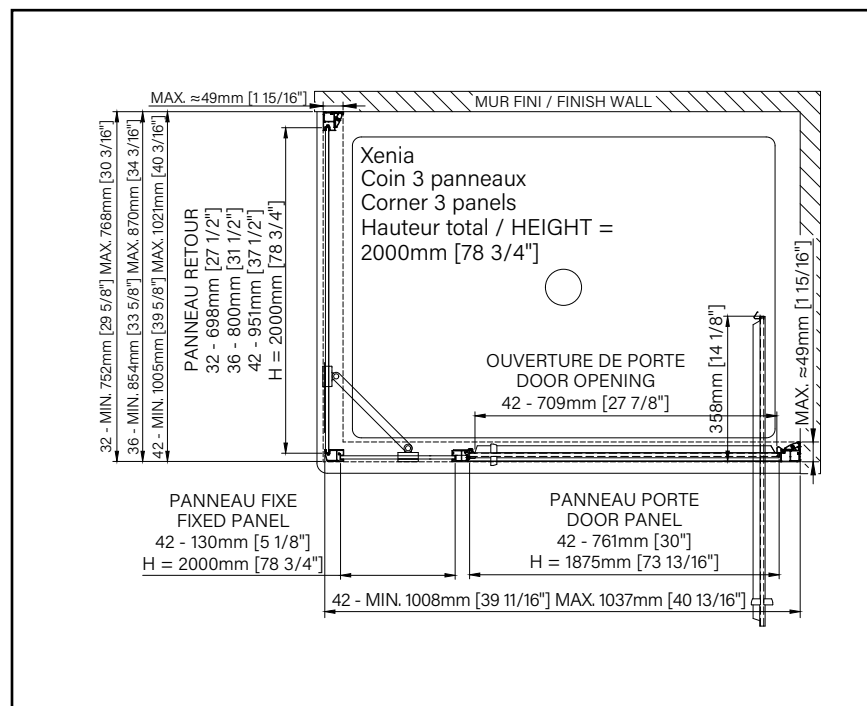 MAX. ≈49mm [1 15/16"]
MUR FINI / FINISH WALL
32 - MIN. 752mm [29 5/8"] MAX. 768mm [30 3/16"]
36 - MIN. 854mm [33 5/8"] MAX. 870mm [34 3/16"]
42 - MIN. 1005mm [39 5/8"] MAX. 1021mm [40 3/16"]
PANNEAU RETOUR
32 - 698mm [27 1/2"]
36 - 800mm [31 1/2"]
42 - 951mm [37 1/2"]
H = 2000mm [78 3/4"]
Xenia
Coin 3 panneaux
Corner 3 panels
Hauteur total / HEIGHT =
2000mm [78 3/4"]
OUVERTURE DE PORTE
DOOR OPENING
42 - 709mm [27 7/8"]
358mm [14 1/8"]
MAX. ≈49mm [1 15/16"]
PANNEAU FIXE
FIXED PANEL
42 - 130mm [5 1/8"]
H = 2000mm [78 3/4"]
PANNEAU PORTE
DOOR PANEL
42 - 761mm [30"]
H = 1875mm [73 13/16"]
42 - MIN. 1008mm [39 11/16"] MAX. 1037mm [40 13/16"]